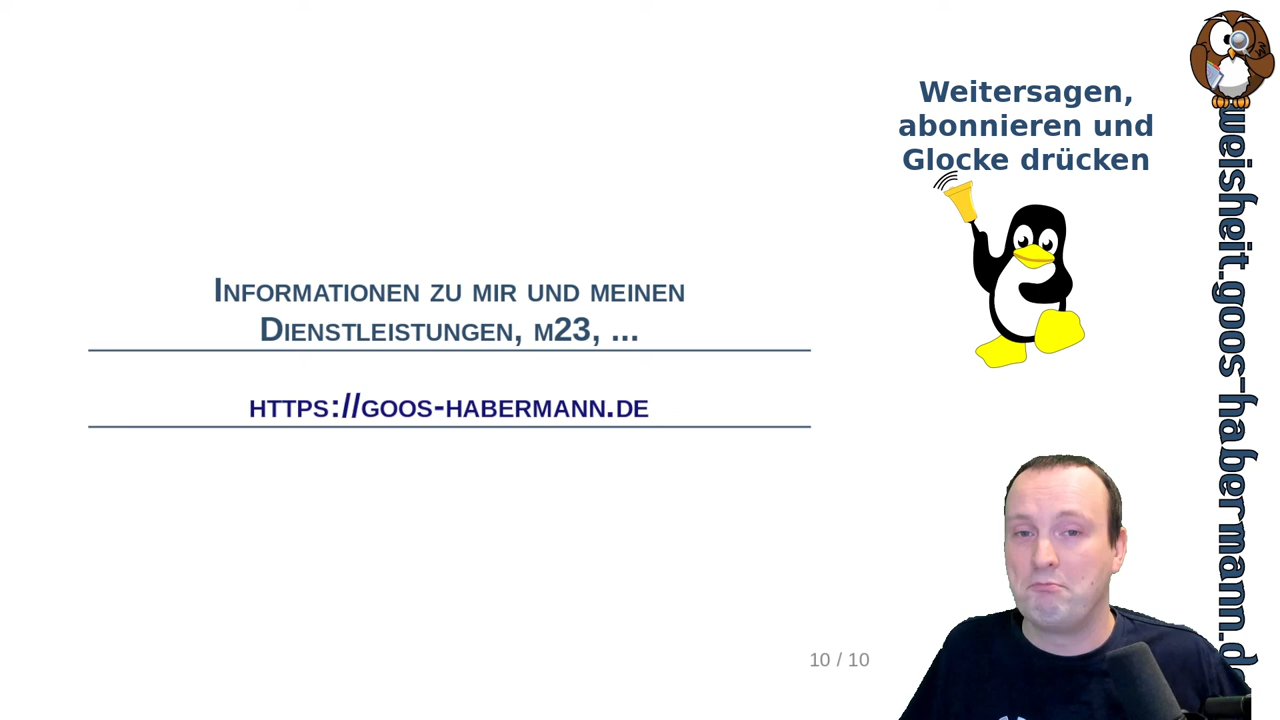 Weitersagen,
abonnieren und
Glocke drücken
Informationen zu mir und meinen
Dienstleistungen, m23, ...
https://goos-habermann.de
10 / 10
weisheit.goos-habermann.de